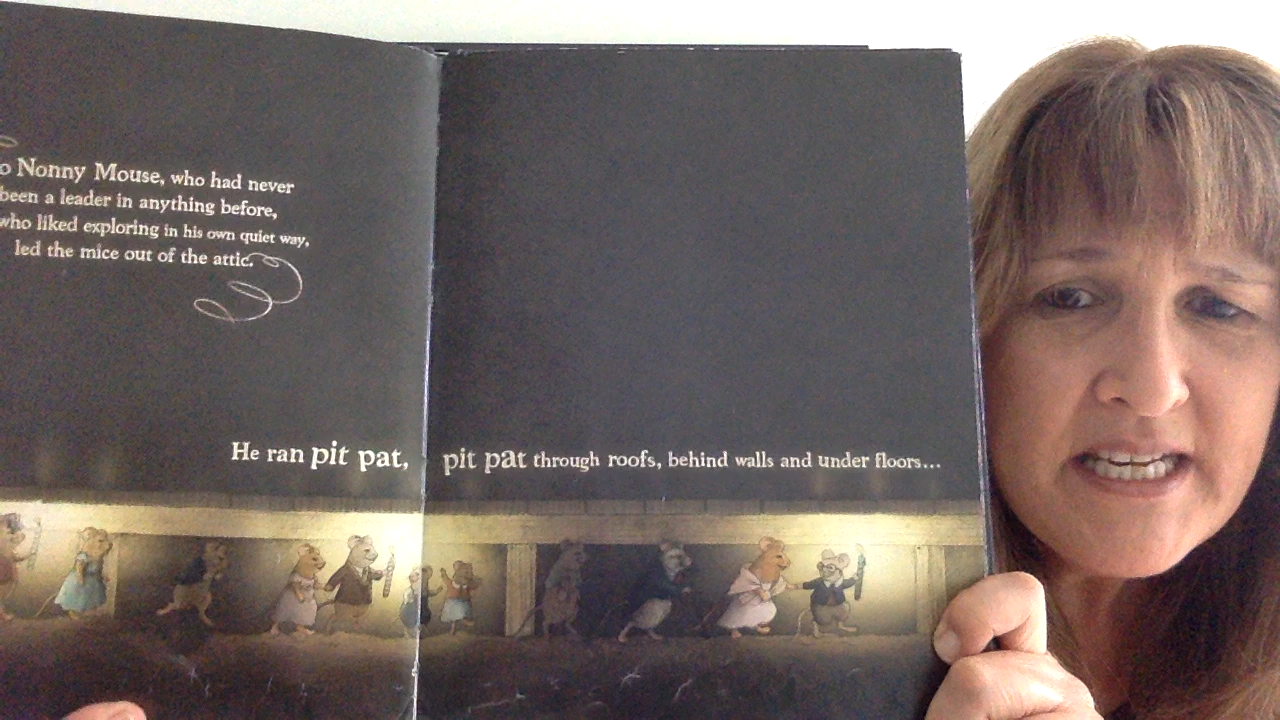 Nonny Mouse, who had never
been a leader in anything before,
who liked exploring in his own quiet way,
led the mice out of the attic.
He ran pit pat, pit pat through roofs, behind walls and under floors...